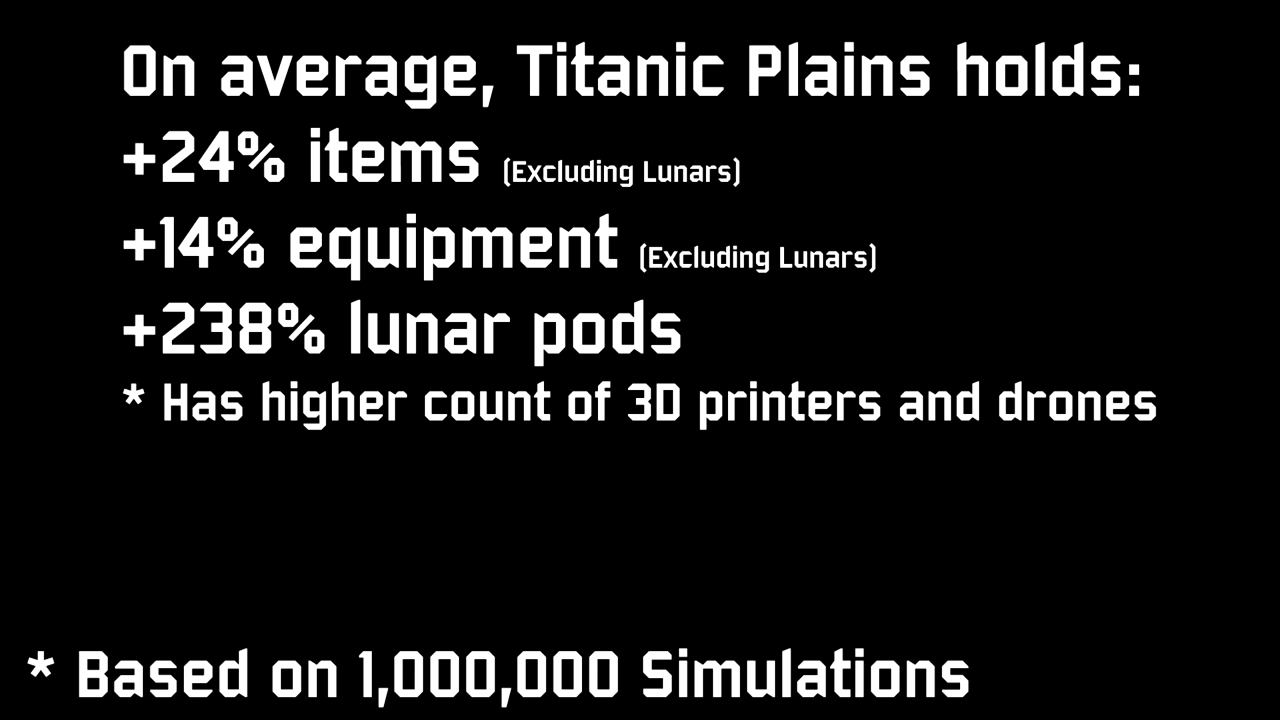 On average, Titanic Plains holds:
+24% items (Excluding Lunars)
+14% equipment (Excluding Lunars)
+238% lunar pods
* Has higher count of 3D printers and drones
* Based on 1,000,000 Simulations